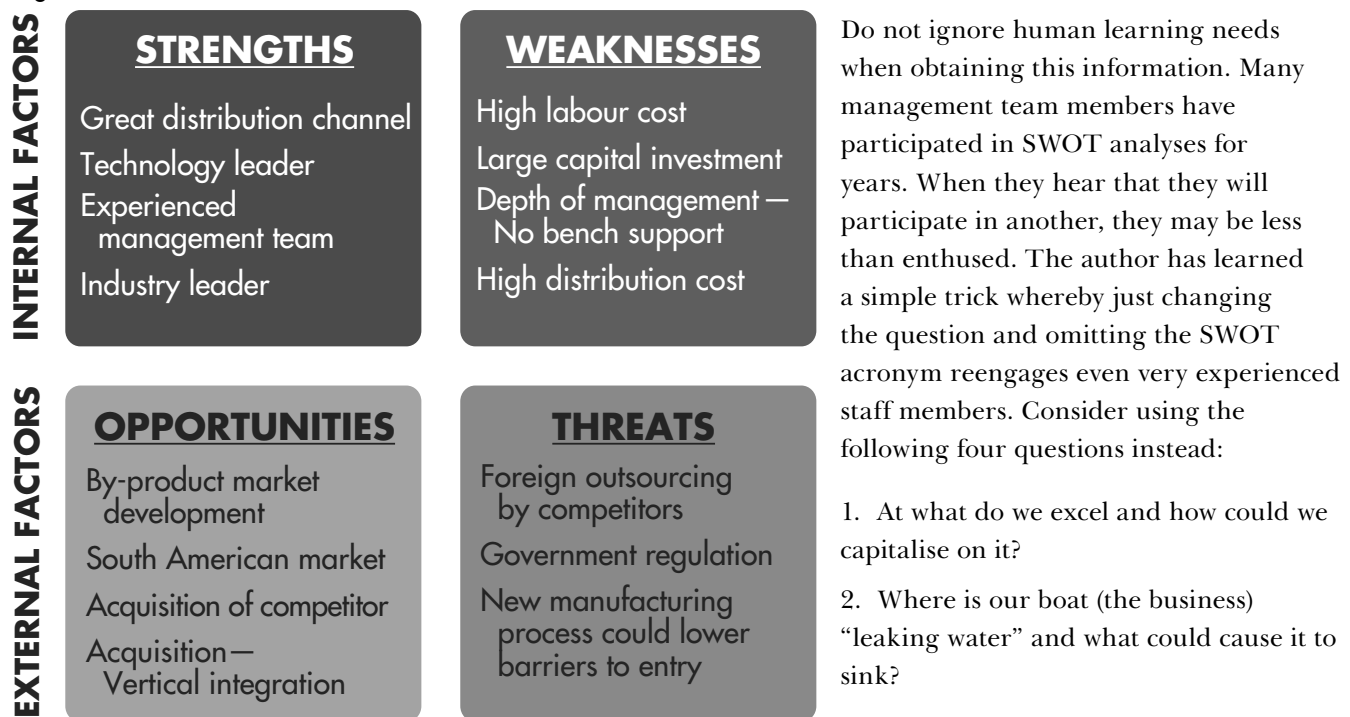 INTERNAL FACTORS
STRENGTHS
Great distribution channel
Technology leader
Experienced
management team
Industry leader
WEAKNESSES
High labour cost
Large capital investment
Depth of management —
No bench support
High distribution cost
EXTERNAL FACTORS
OPPORTUNITIES
By-product market
development
South American market
Acquisition of competitor
Acquisition —
Vertical integration
THREATS
Foreign outsourcing
by competitors
Government regulation
New manufacturing
process could lower
barriers to entry
Do not ignore human learning needs
when obtaining this information. Many
management team members have
participated in SWOT analyses for
years. When they hear that they will
participate in another, they may be less
than enthused. The author has learned
a simple trick whereby just changing
the question and omitting the SWOT
acronym reengages even very experienced
staff members. Consider using the
following four questions instead:
1. At what do we excel and how could we
capitalise on it?
2. Where is our boat (the business)
“leaking water” and what could cause it to
sink?